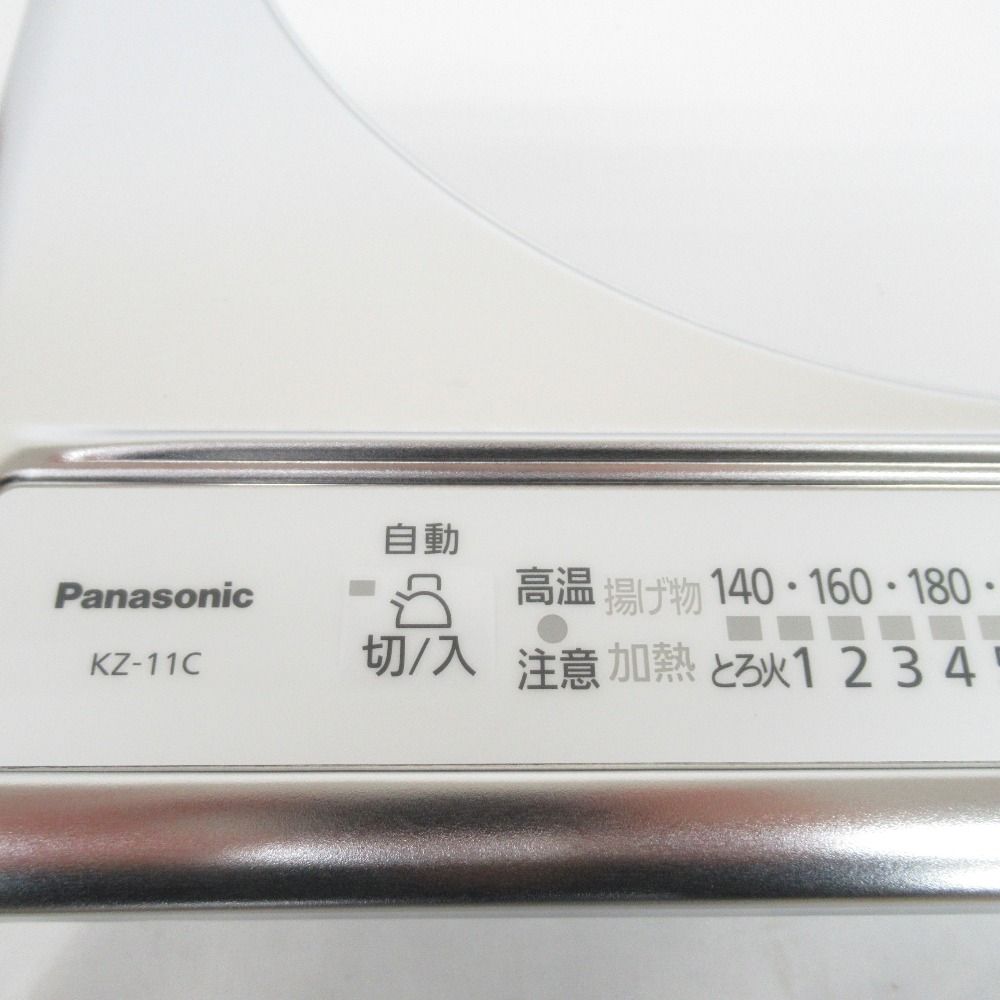 Panasonic
KZ-11C
自動
切/入
高温
注意
揚げ物 140・160・180・
加熱 とろ火 1 2 3 4